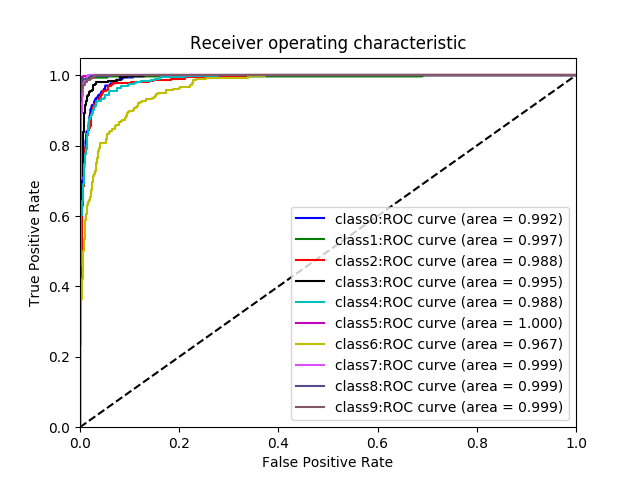 Receiver operating characteristic
1.0
0.8
0.6
0.4
0.2
0.0
True Positive Rate
class0:ROC curve (area = 0.992)
class1:ROC curve (area = 0.997)
class2:ROC curve (area = 0.988)
class3:ROC curve (area = 0.995)
class4:ROC curve (area = 0.988)
class5:ROC curve (area = 1.000)
class6:ROC curve (area = 0.967)
class7:ROC curve (area = 0.999)
class8:ROC curve (area = 0.999)
class9:ROC curve (area = 0.999)
0.0 0.2 0.4 0.6 0.8 1.0
False Positive Rate